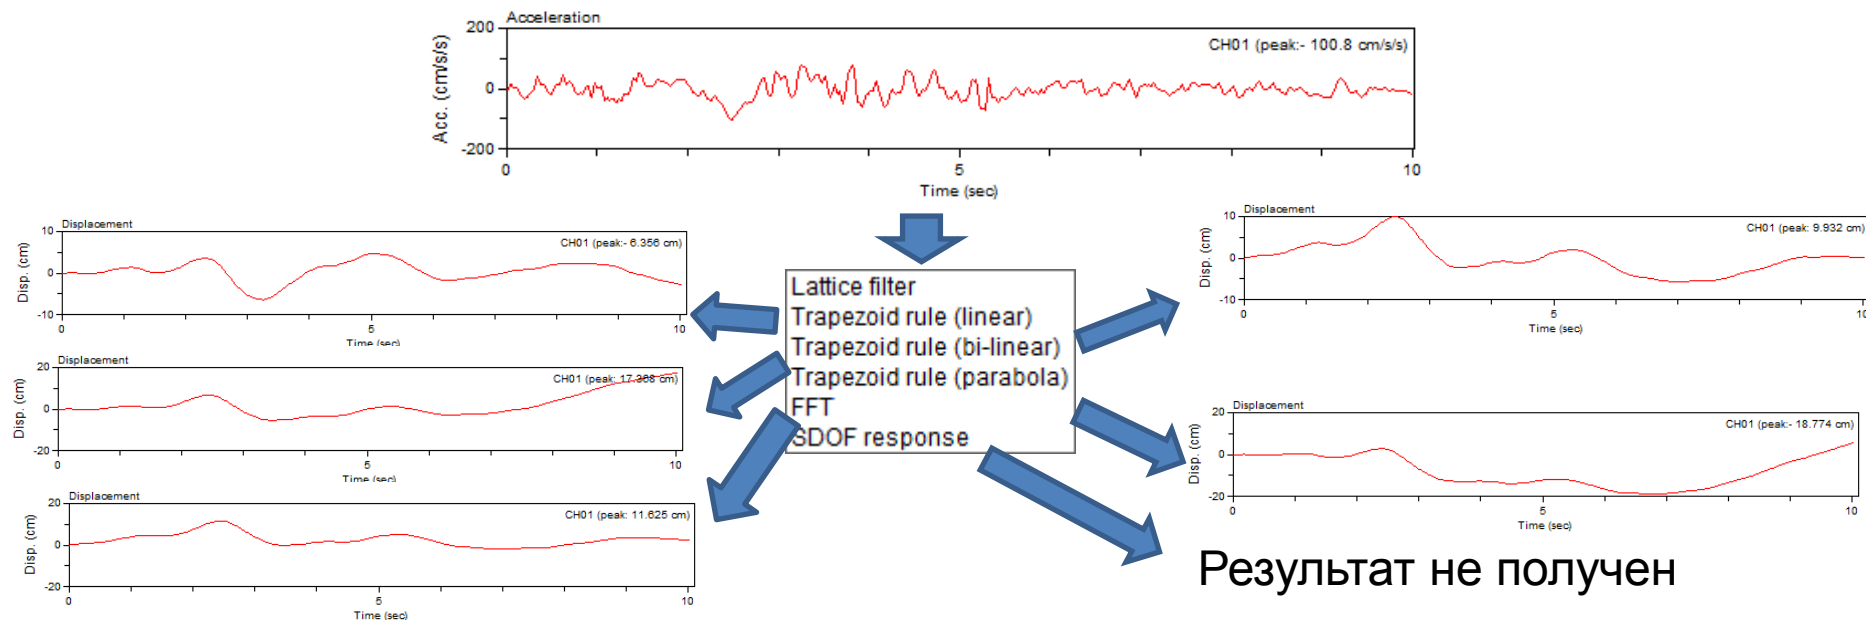 Acceleration
200
0
-200
Acc. (cm/s/s)
CH01 (peak:- 100.8 cm/s/s)
0 5 10
Time (sec)
Displacement
10
0
-10
Disp. (cm)
CH01 (peak:- 6.356 cm)
0 5 10
Time (sec)
Displacement
20
0
-20
Disp. (cm)
CH01 (peak: 17.368 cm)
0 5 10
Time (sec)
Displacement
20
0
-20
Disp. (cm)
CH01 (peak: 11.625 cm)
0 5 10
Time (sec)
Lattice filter
Trapezoid rule (linear)
Trapezoid rule (bi-linear)
Trapezoid rule (parabola)
FFT
SDOF response
Displacement
10
0
-10
Disp. (cm)
CH01 (peak: 9.932 cm)
0 5 10
Time (sec)
Displacement
20
0
-20
Disp. (cm)
CH01 (peak:- 18.774 cm)
0 5 10
Time (sec)
Результат не получен